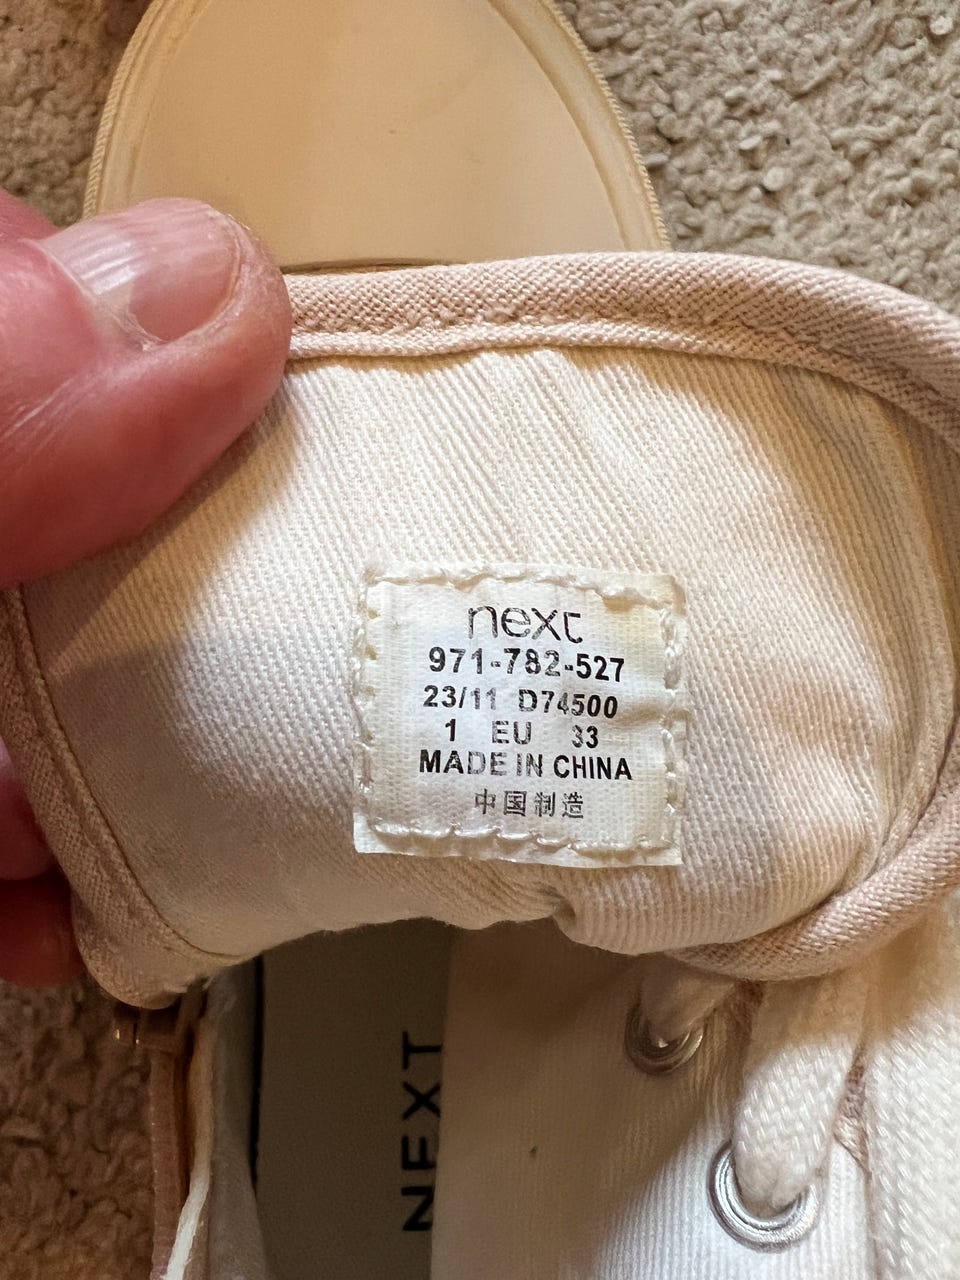 next
971-782-527
23/11 D74500
1 EU 33
MADE IN CHINA
中国制造
NEXT